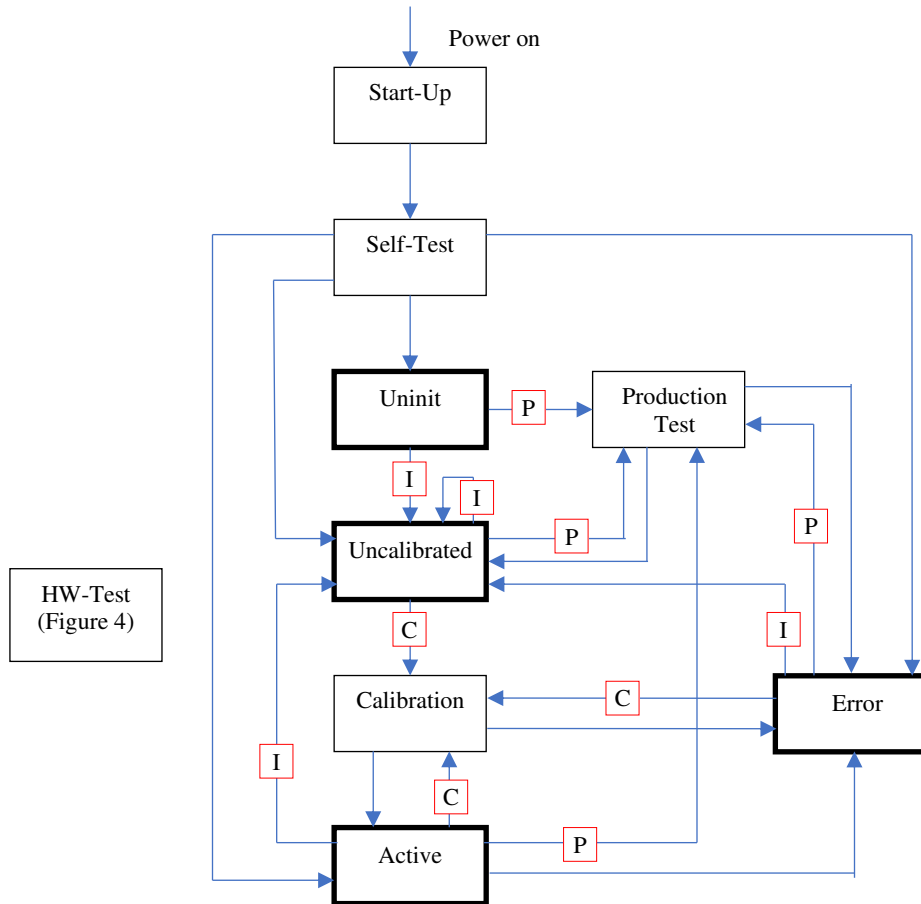 Power on
Start-Up
Self-Test
Uninit
P
Production
Test
I
I
P
Uncalibrated
P
HW-Test
(Figure 4)
C
I
Calibration
C
Error
I
C
Active
P